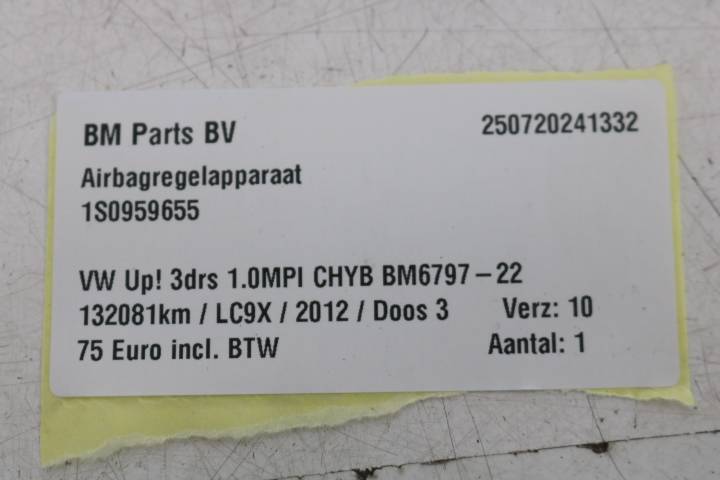 BM Parts BV 250720241332
Airbagregelapparaat
1S0959655
VW Up! 3drs 1.0MPI CHYB BM6797-22
132081km / LC9X / 2012 / Doos 3 Verz: 10
75 Euro incl. BTW Aantal: 1